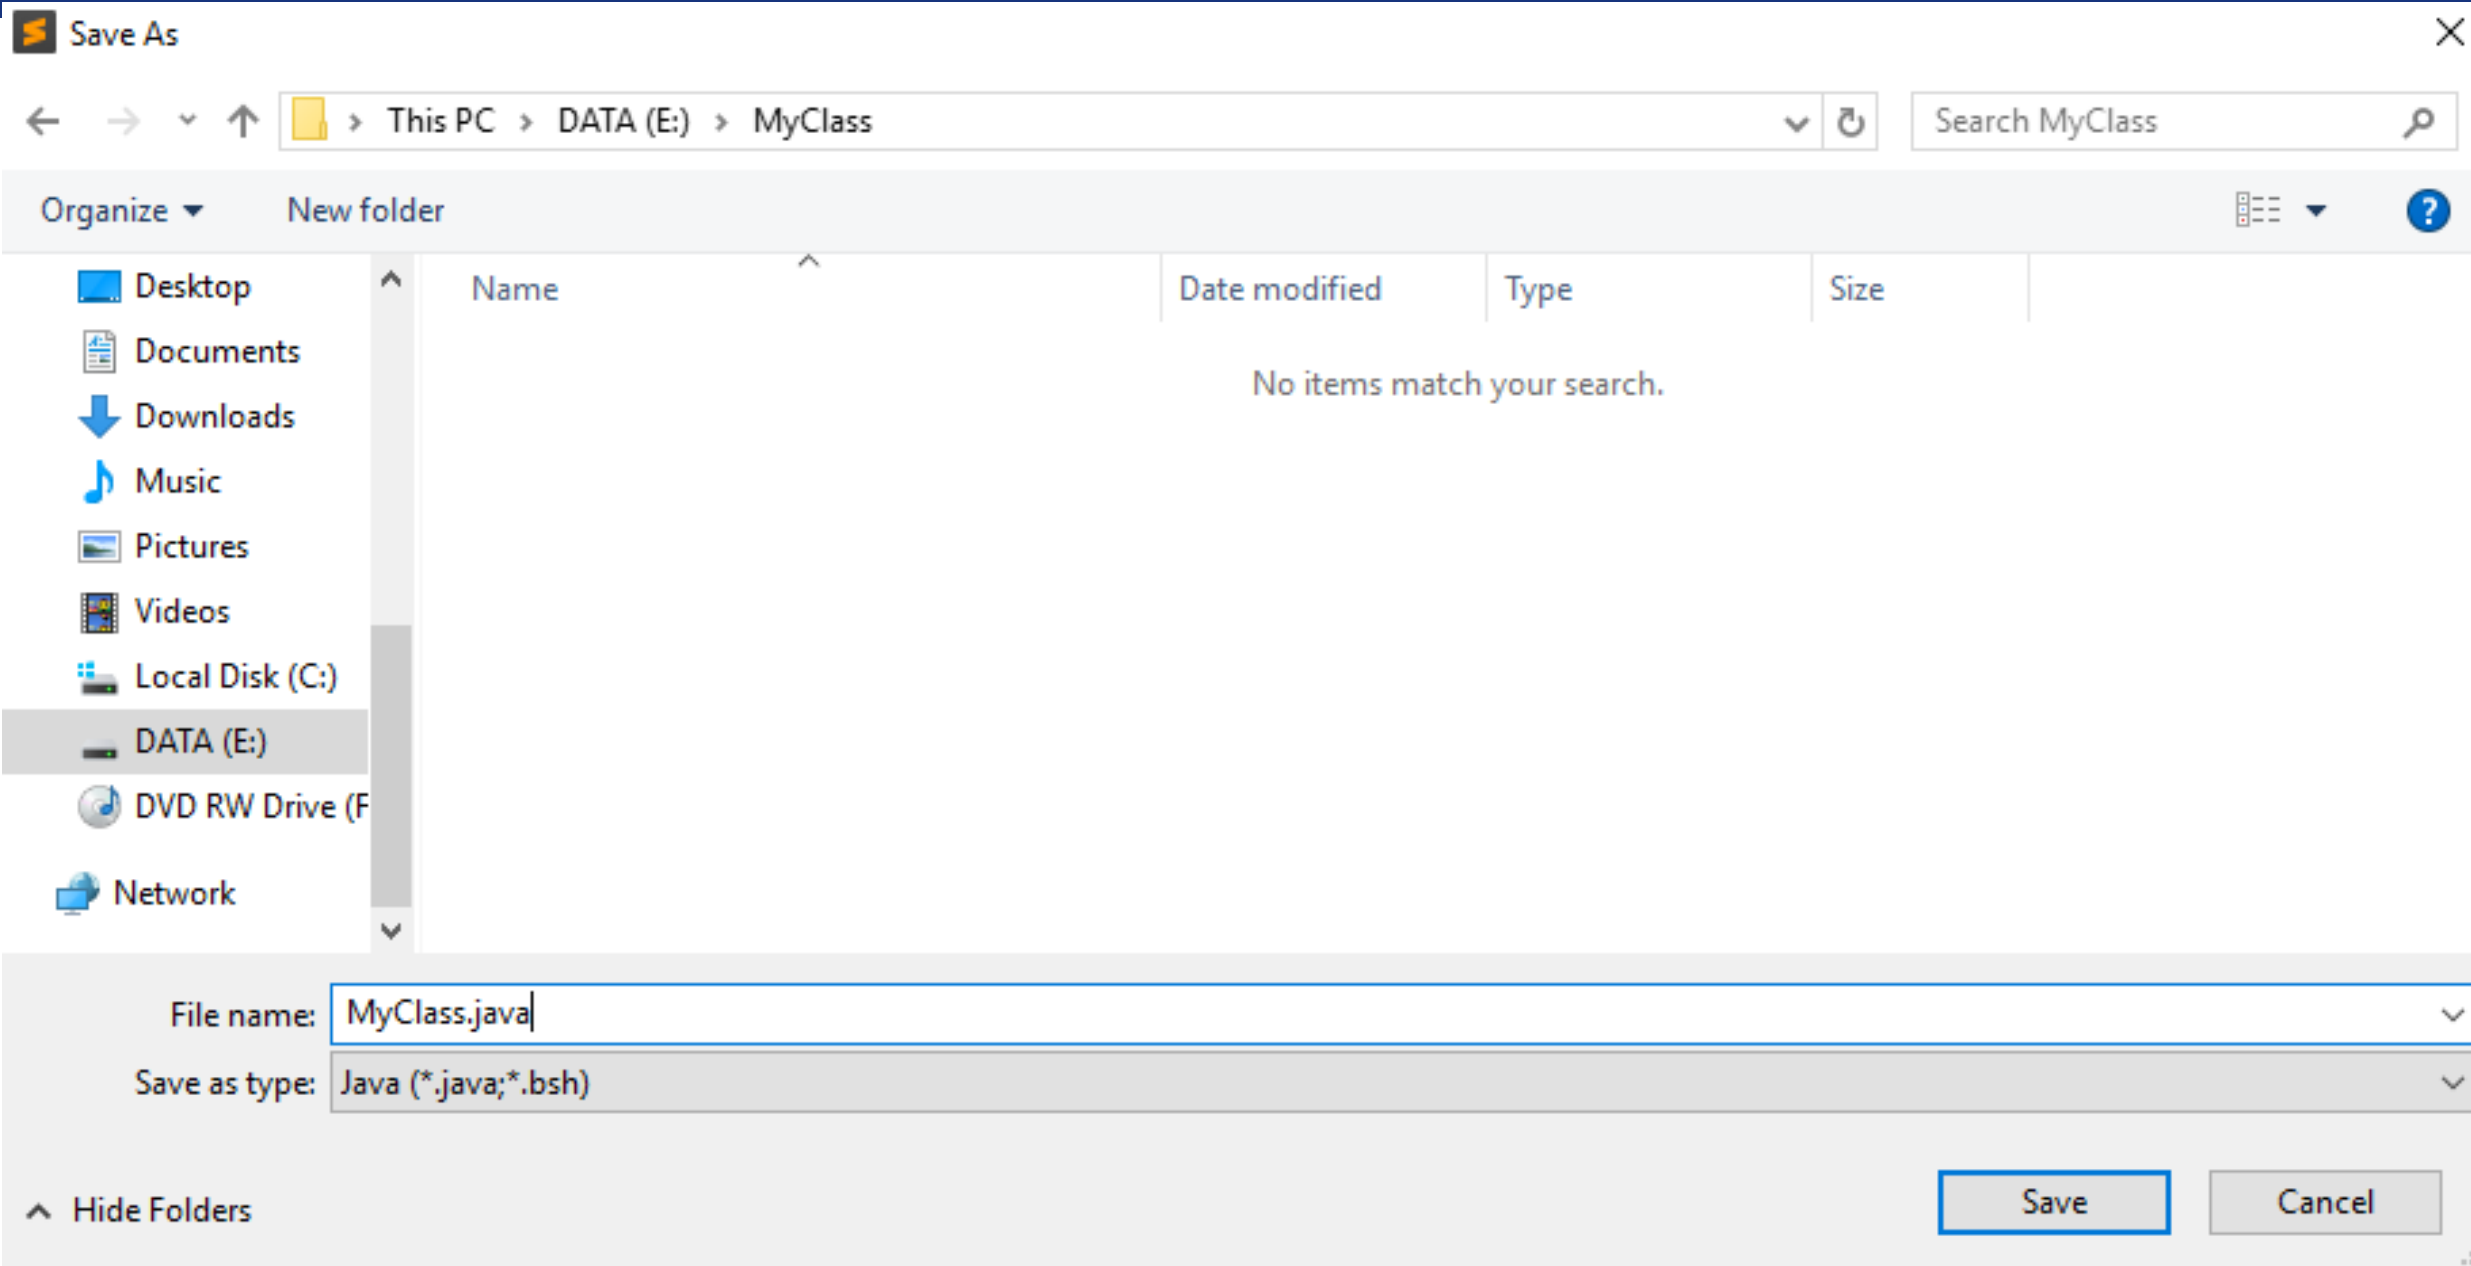 Save As
This PC > DATA (E:) > MyClass
Search MyClass
Organize
New folder
Name
Date modified
Type
Size
No items match your search.
Desktop
Documents
Downloads
Music
Pictures
Videos
Local Disk (C:)
DATA (E:)
DVD RW Drive (F
Network
File name: MyClass.java
Save as type: Java (*.java;*.bsh)
Hide Folders
Save
Cancel